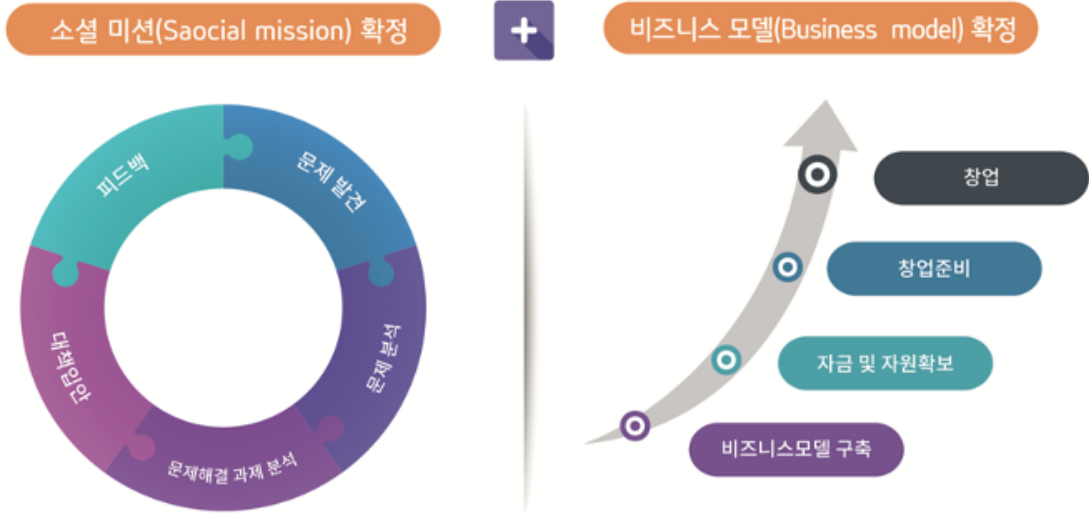 소셜 미션(Saocial mission) 확정
+
비즈니스 모델(Business model) 확정
피드백
문제 발견
문제 분석
문제해결 과제 분석
대책입안
창업
창업준비
자금 및 자원확보
비즈니스모델 구축